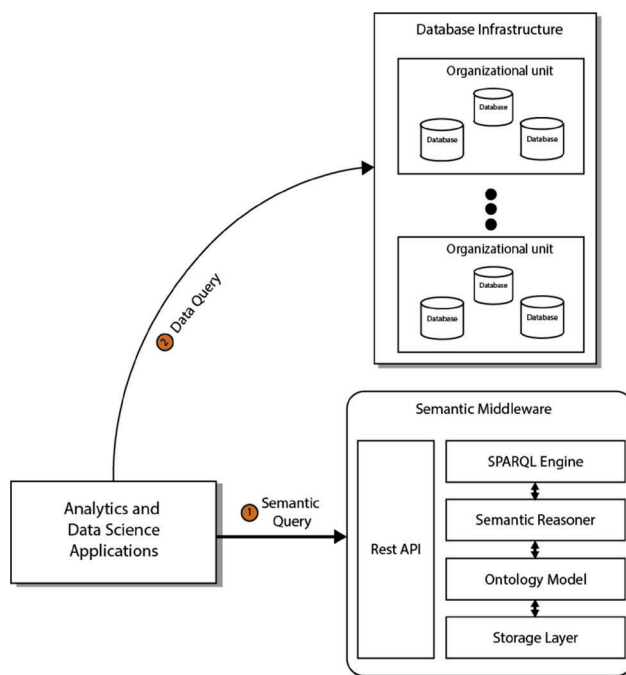 Database Infrastructure
Organizational unit
Database
Database
Database
Organizational unit
Database
Database
Database
2 Data Query
Semantic Middleware
Rest API
SPARQL Engine
Semantic Reasoner
Ontology Model
Storage Layer
1 Semantic
Query
Analytics and
Data Science
Applications